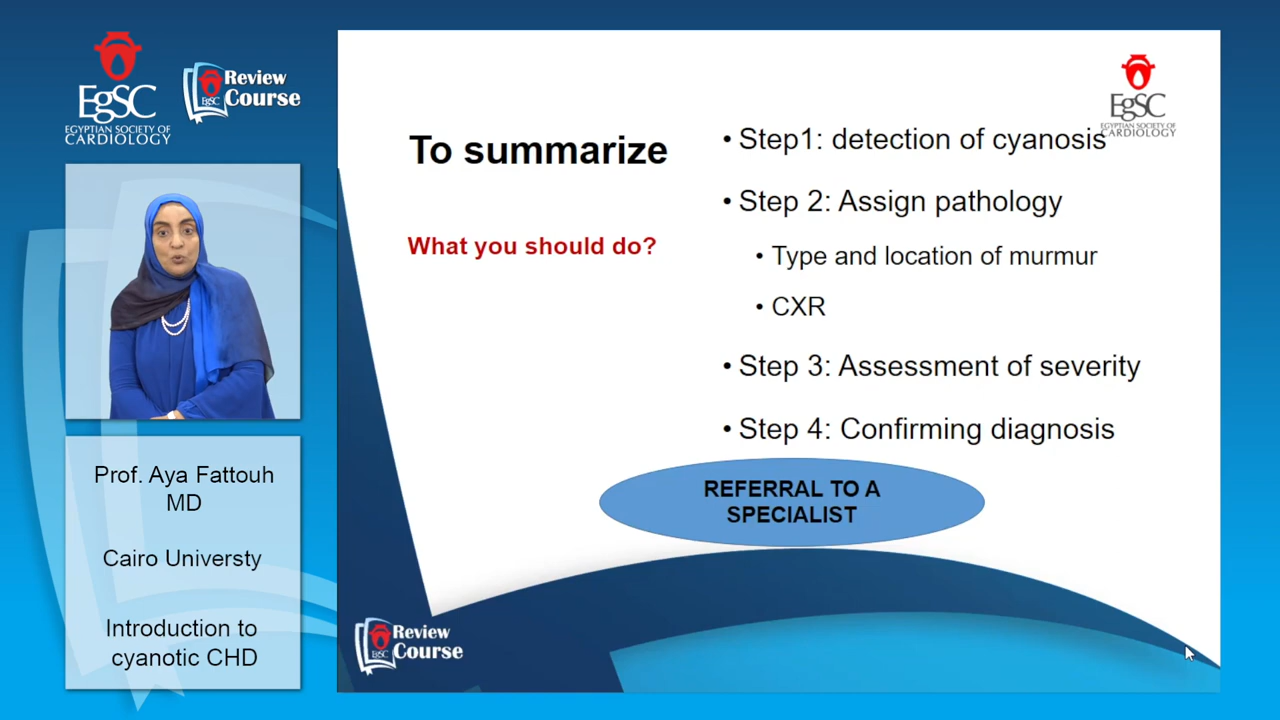 EgSC
EGYPTIAN SOCIETY OF
CARDIOLOGY
Review
Course
EgSC
Prof. Aya Fattouh
MD
Cairo Universty
Introduction to
cyanotic CHD
EgSC
EGYPTIAN SOCIETY OF
CARDIOLOGY
To summarize
What you should do?
• Step1: detection of cyanosis
• Step 2: Assign pathology
• Type and location of murmur
• CXR
• Step 3: Assessment of severity
• Step 4: Confirming diagnosis
REFERRAL TO A
SPECIALIST
Review
Course
EgSC